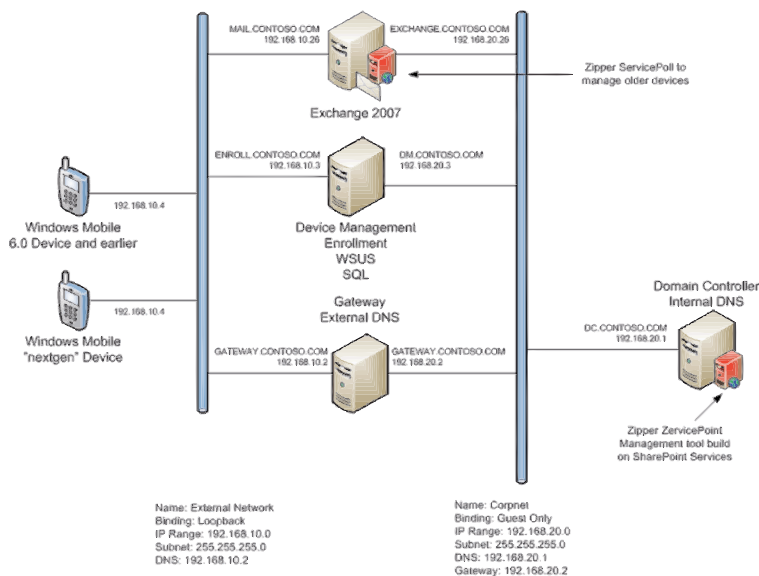 MAIL.CONTOSO.COM
192.168.10.26
EXCHANGE.CONTOSO.COM
192.168.20.26
Zipper ServicePoll to
manage older devices
Exchange 2007
ENROLL.CONTOSO.COM
192.168.10.3
DM.CONTOSO.COM
192.168.20.3
192.168.10.4
Windows Mobile
6.0 Device and earlier
Device Management
Enrollment
WSUS
SQL
Domain Controller
Internal DNS
192.168.10.4
Gateway
External DNS
DC.CONTOSO.COM
192.168.20.1
Windows Mobile
"nextgen" Device
GATEWAY.CONTOSO.COM
192.168.10.2
GATEWAY.CONTOSO.COM
192.168.20.2
Zipper ZervicePoint
Management tool build
on SharePoint Services
Name: External Network
Binding: Loopback
IP Range: 192.168.10.0
Subnet: 255.255.255.0
DNS: 192.168.10.2
Name: Corpnet
Binding: Guest Only
IP Range: 192.168.20.0
Subnet: 255.255.255.0
DNS: 192.168.20.1
Gateway: 192.168.20.2